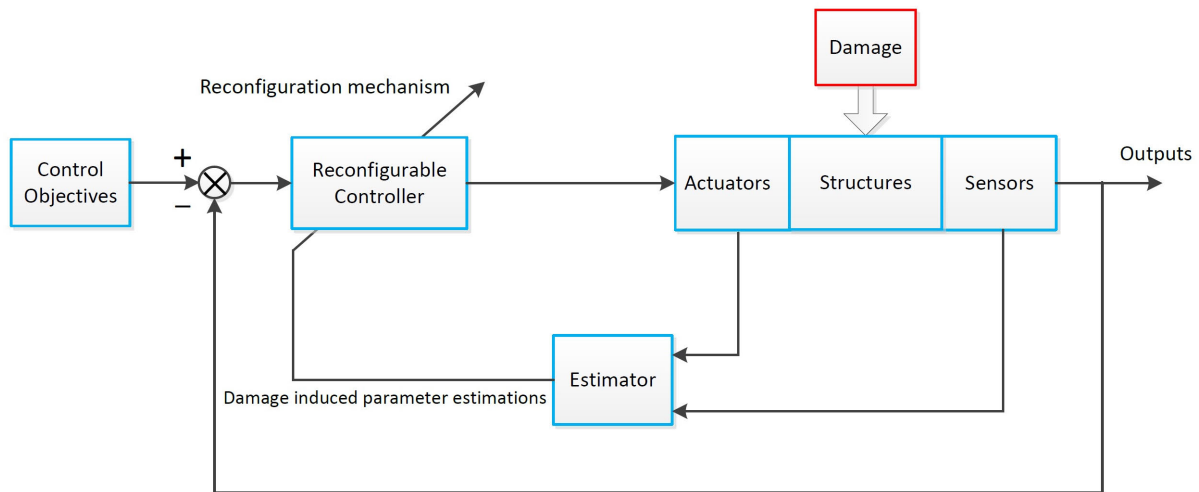 Damage
Reconfiguration mechanism
Control
Objectives
+
−
Reconfigurable
Controller
Actuators
Structures
Sensors
Outputs
Estimator
Damage induced parameter estimations